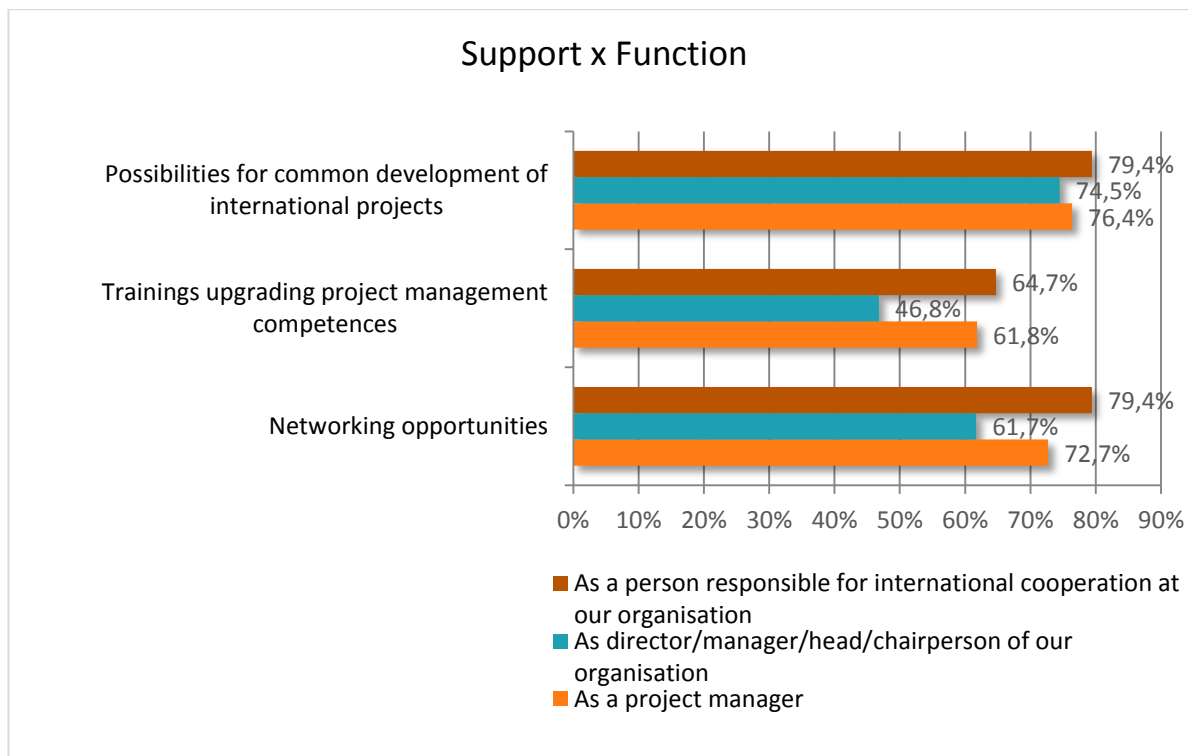 Support x Function
Possibilities for common development of
international projects
79,4%
74,5%
76,4%
Trainings upgrading project management
competences
64,7%
46,8%
61,8%
Networking opportunities
79,4%
61,7%
72,7%
0% 10% 20% 30% 40% 50% 60% 70% 80% 90%
As a person responsible for international cooperation at
our organisation
As director/manager/head/chairperson of our
organisation
As a project manager